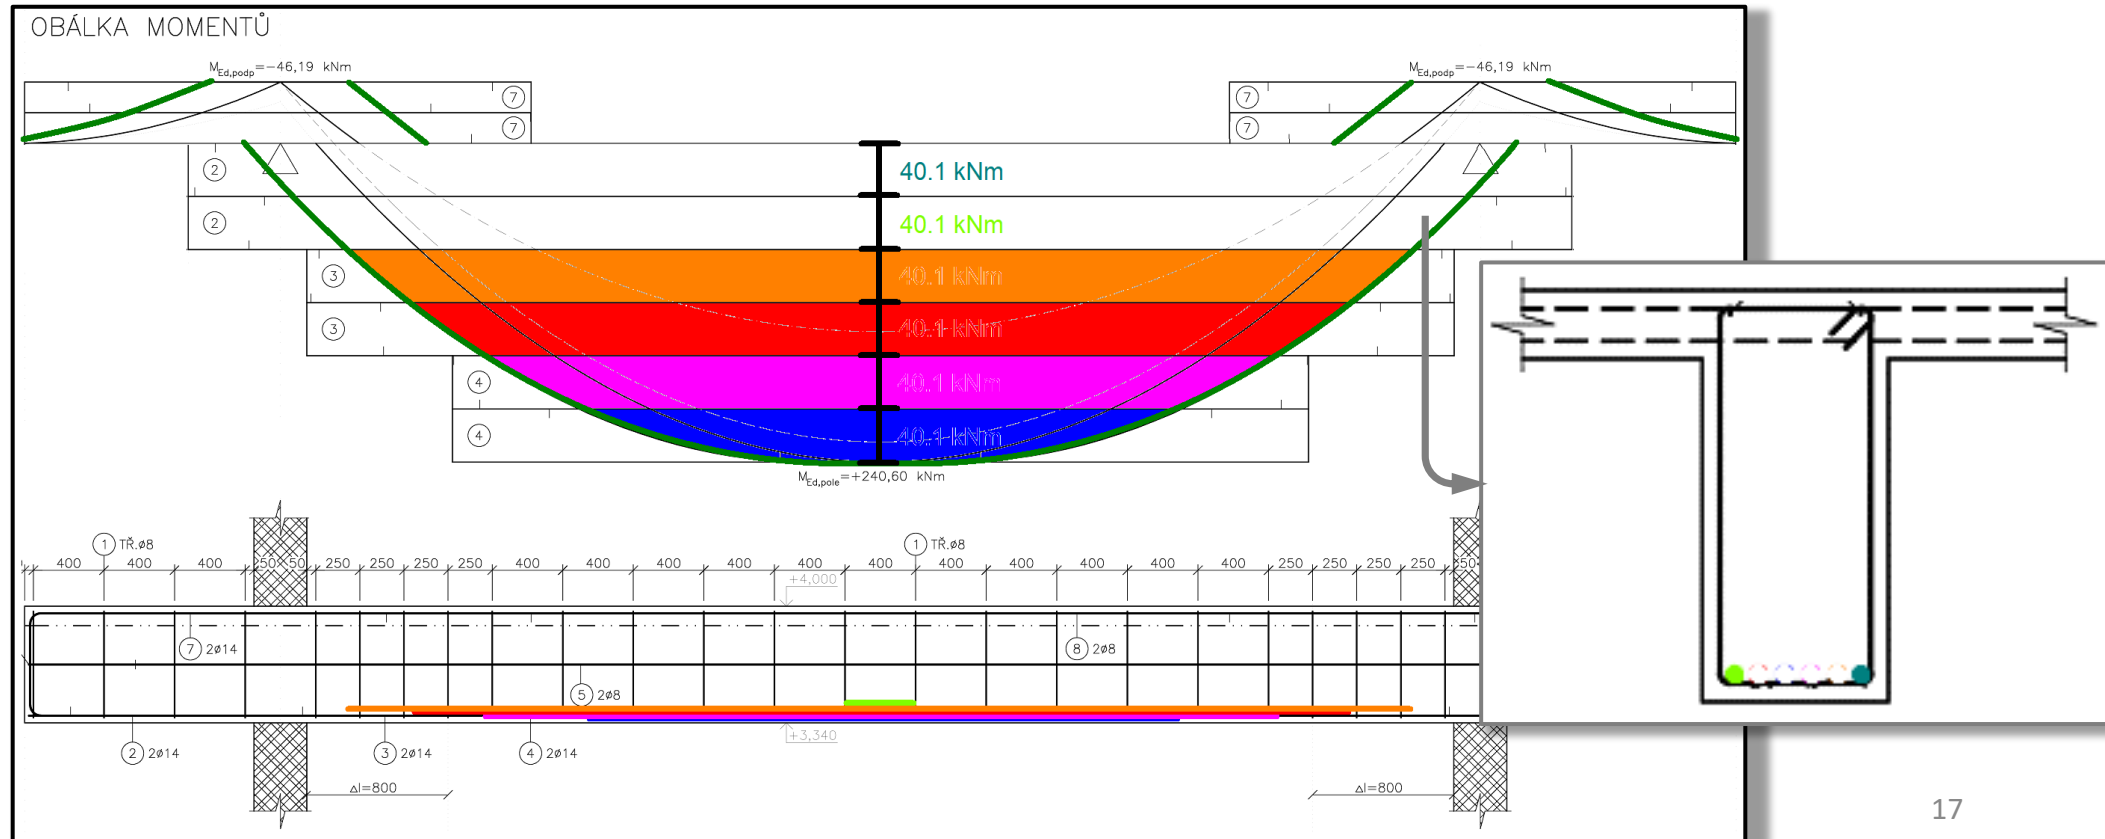 OBÁLKA MOMENTŮ
MEd,podp=-46,19 kNm
MEd,podp=-46,19 kNm
7
7
7
7
2
40.1 kNm
2
40.1 kNm
3
40.1 kNm
3
40.1 kNm
4
40.1 kNm
4
40.1 kNm
MEd,pole=+240,60 kNm
1 TŘ.ø8
1 TŘ.ø8
400 400 400 250 250 250 250 400 400 400 400 400 400 400 400 400 400 400 250 250 250 250
+4,000
7 2ø14
8 2ø8
5 2ø8
+3,340
2 2ø14
3 2ø14
4 2ø14
Δl=800
Δl=800
17